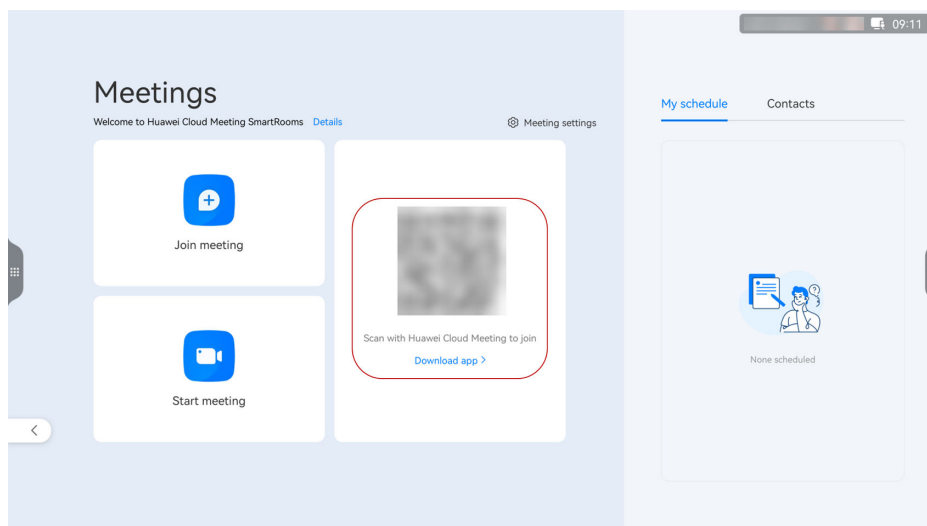 09:11
Meetings
Welcome to Huawei Cloud Meeting SmartRooms Details
Meeting settings
Join meeting
Start meeting
Scan with Huawei Cloud Meeting to join
Download app >
My schedule Contacts
None scheduled